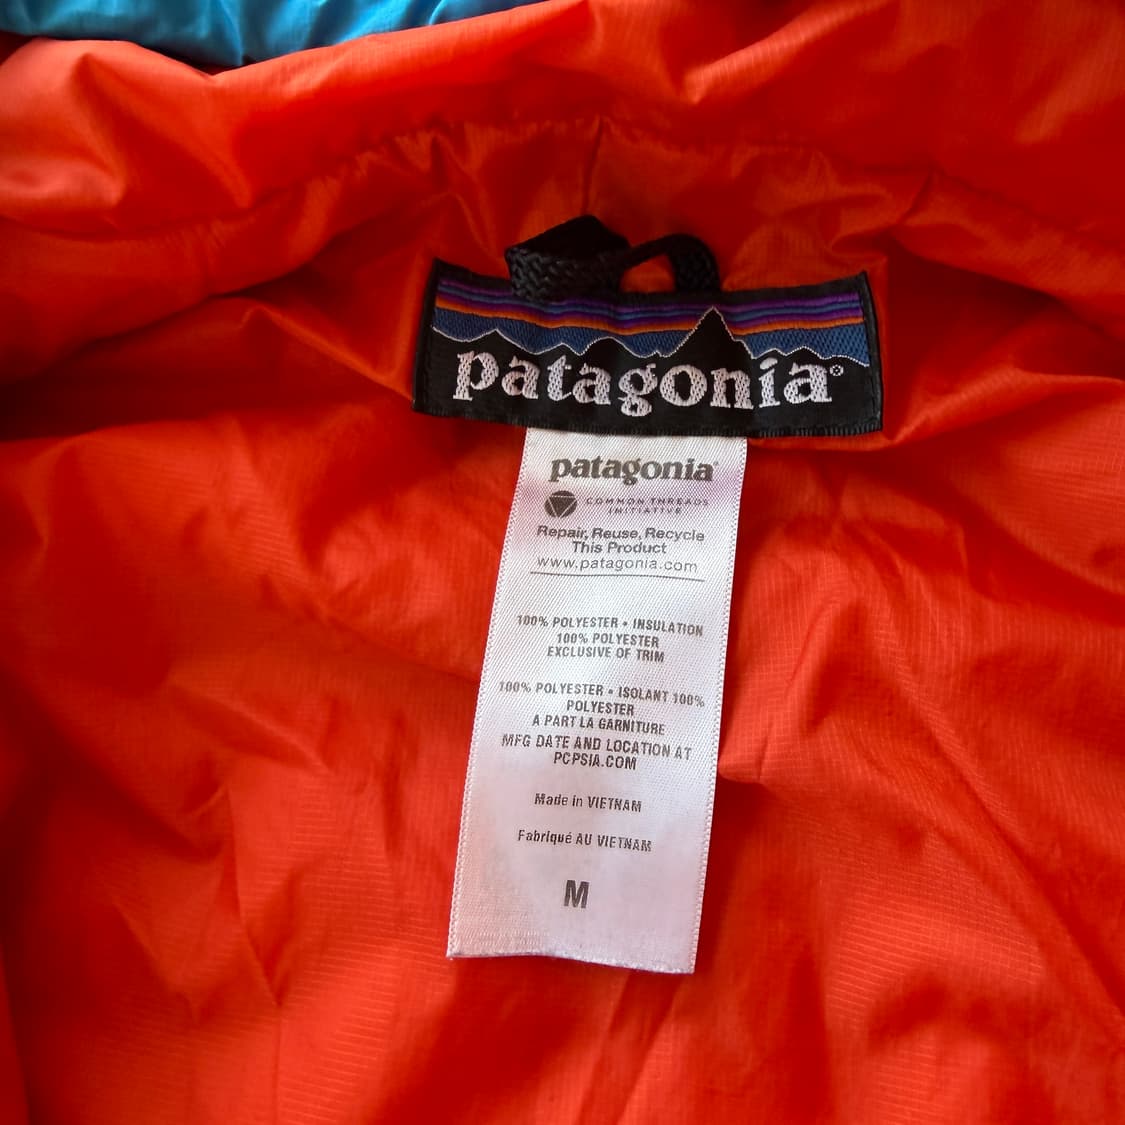 patagonia®
patagonia®
COMMON THREADS
INITIATIVE
Repair, Reuse, Recycle
This Product
www.patagonia.com
100% POLYESTER • INSULATION
100% POLYESTER
EXCLUSIVE OF TRIM
100% POLYESTER • ISOLANT 100%
POLYESTER
A PART LA GARNITURE
MFG DATE AND LOCATION AT
PCPSIA.COM
Made in VIETNAM
Fabriqué AU VIETNAM
M